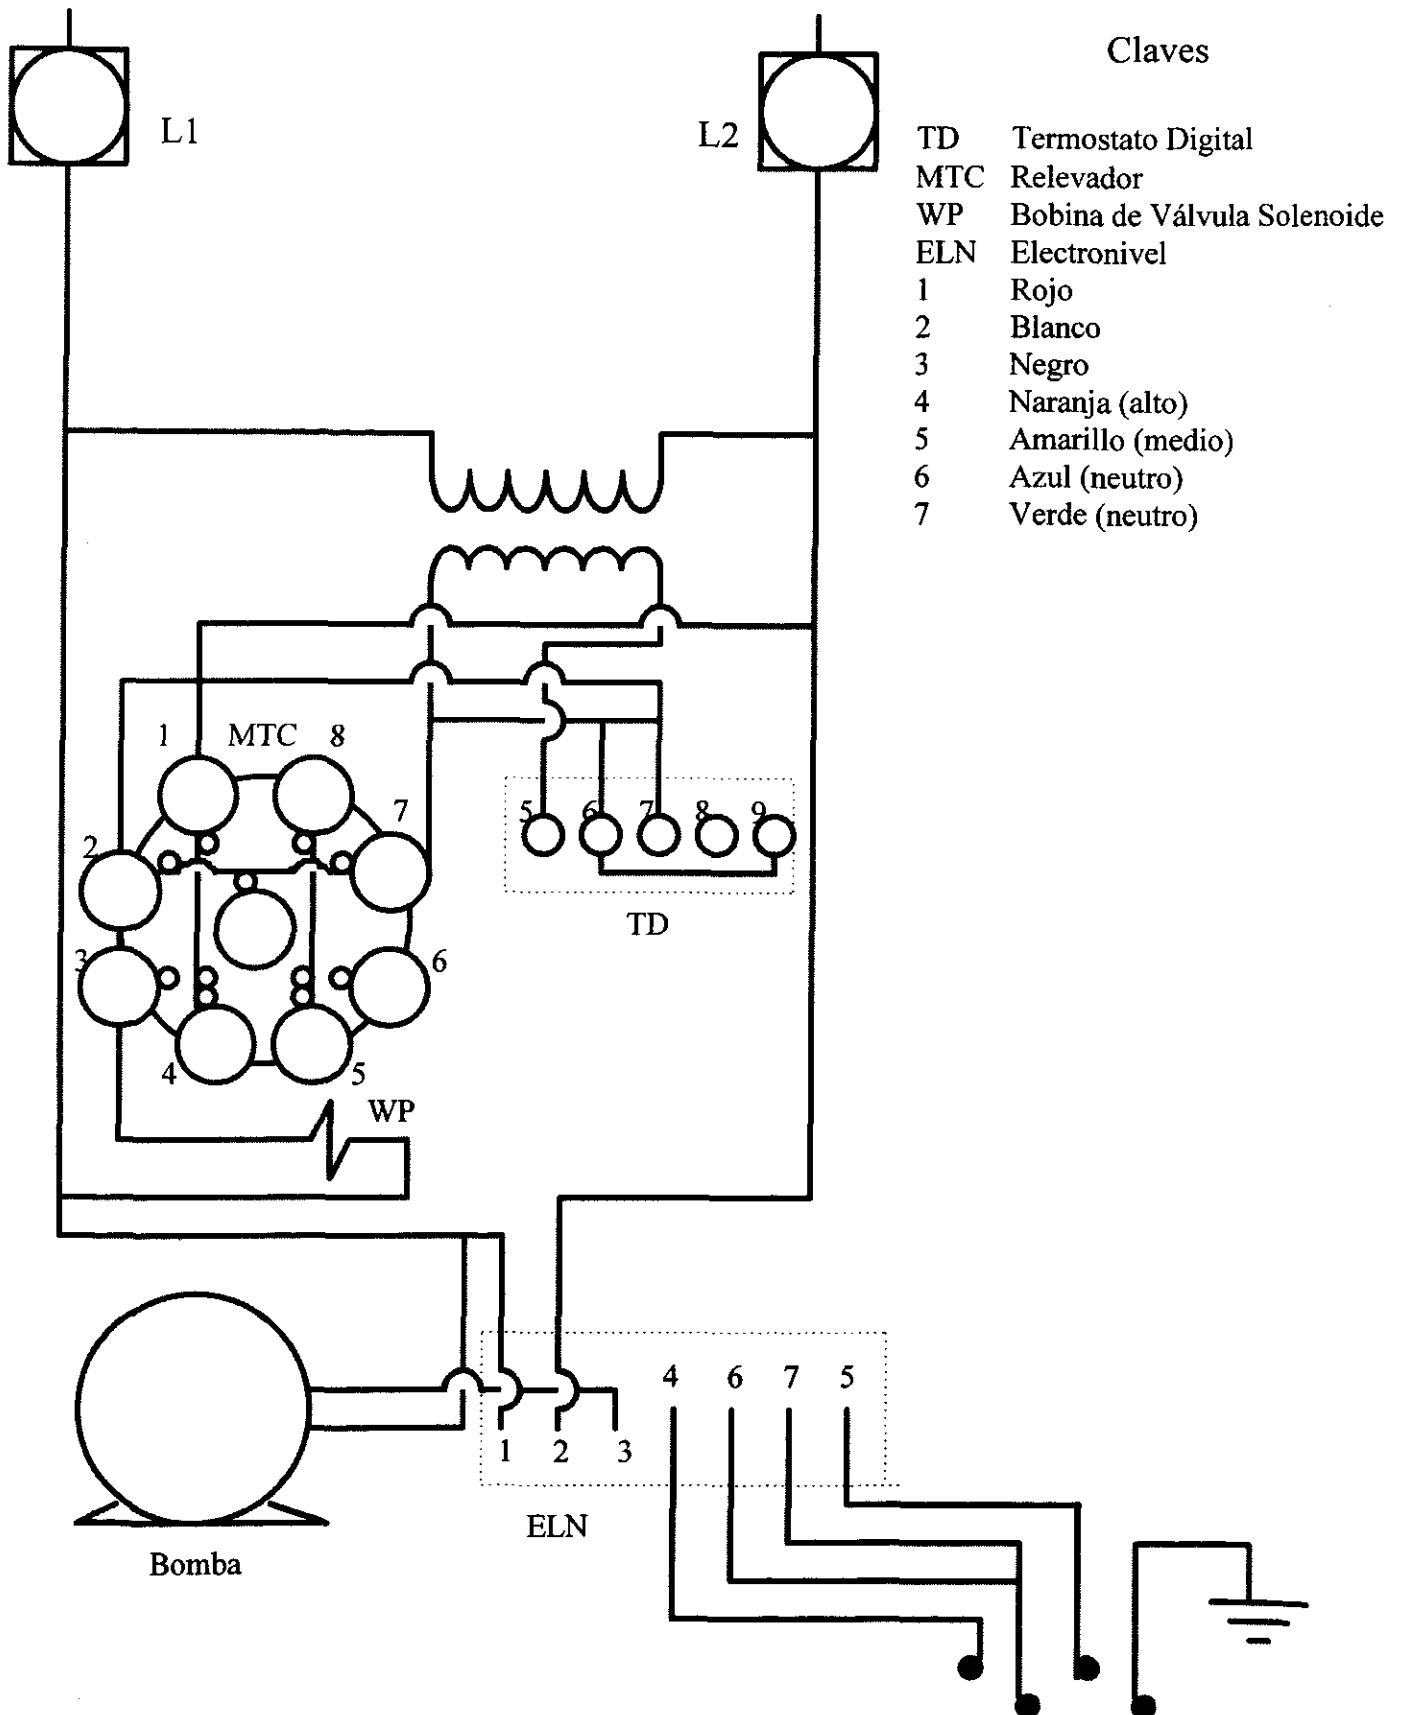 Claves
L1
L2
TD Termostato Digital
MTC Relevador
WP Bobina de Válvula Solenoide
ELN Electronivel
1 Rojo
2 Blanco
3 Negro
4 Naranja (alto)
5 Amarillo (medio)
6 Azul (neutro)
7 Verde (neutro)
1 MTC 8
7
2
5 6 7 8 9
TD
3
6
4
5
WP
4 6 7 5
1 2 3
ELN
Bomba